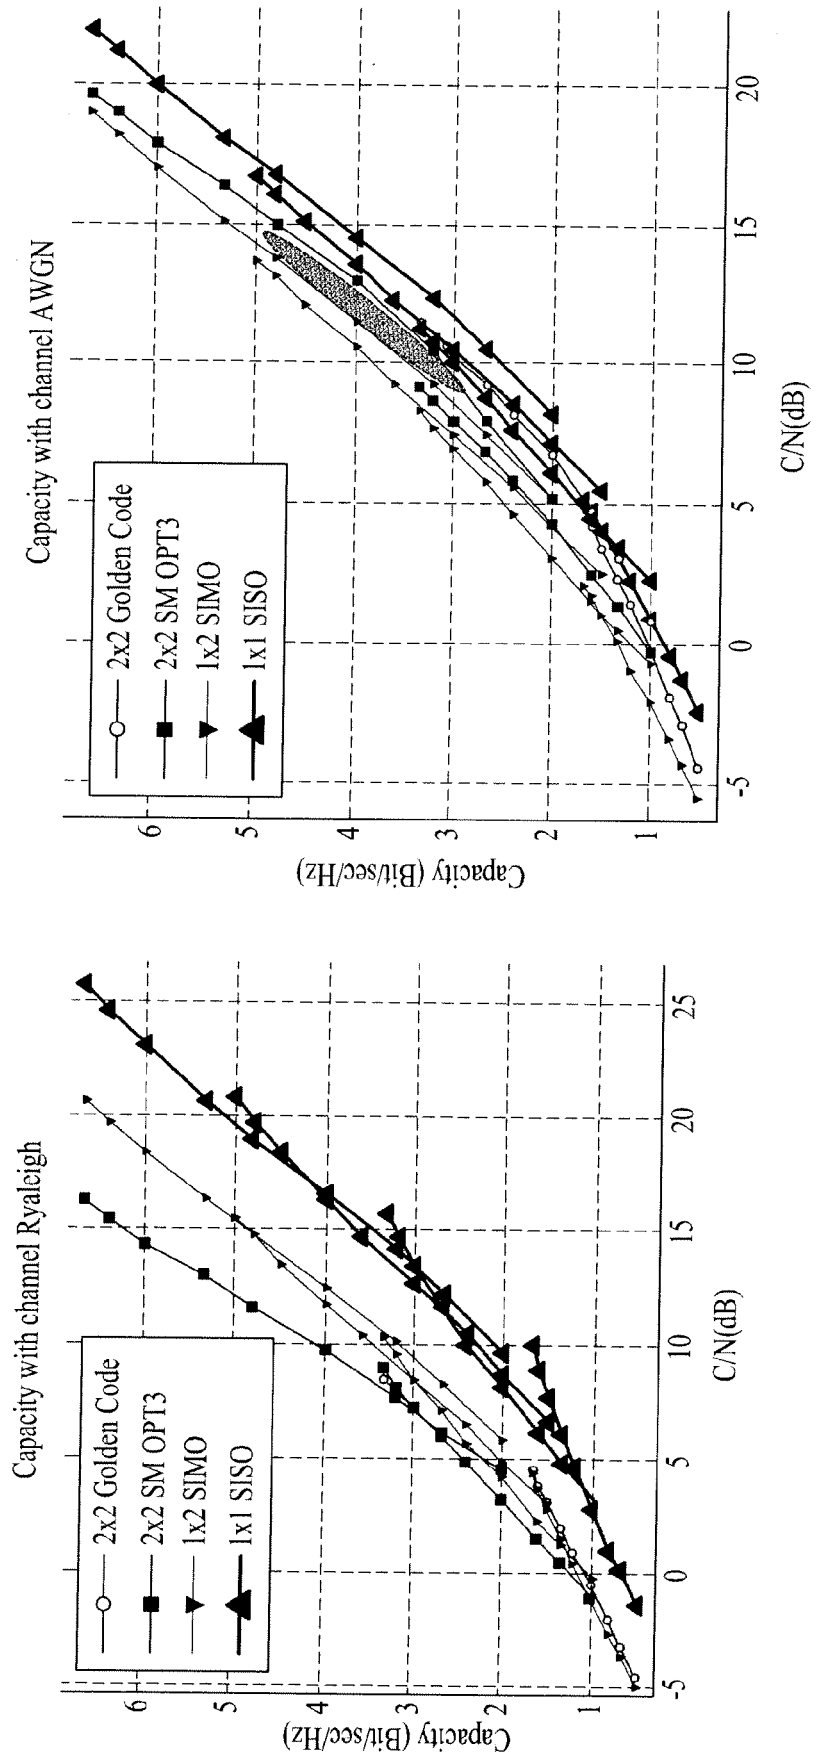 Capacity with channel Ryaleigh
2x2 Golden Code
2x2 SM OPT3
1x2 SIMO
1x1 SISO
Capacity (Bit/sec/Hz)
6
5
4
3
2
1
-5
0
5
10
15
20
25
C/N(dB)
Capacity with channel AWGN
2x2 Golden Code
2x2 SM OPT3
1x2 SIMO
1x1 SISO
Capacity (Bit/sec/Hz)
6
5
4
3
2
1
-5
0
5
10
15
20
C/N(dB)